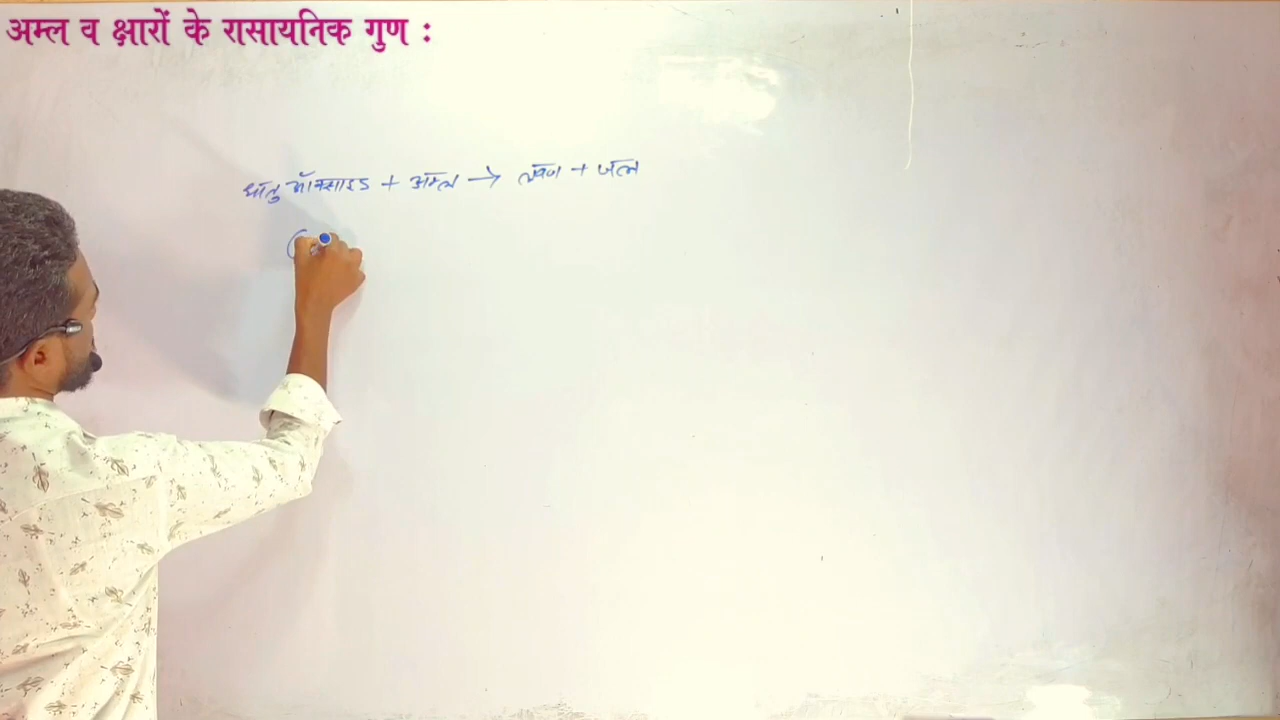 अम्ल व क्षारों के रासायनिक गुण :
धातु ऑक्साइड + अम्ल → लवण + जल
C